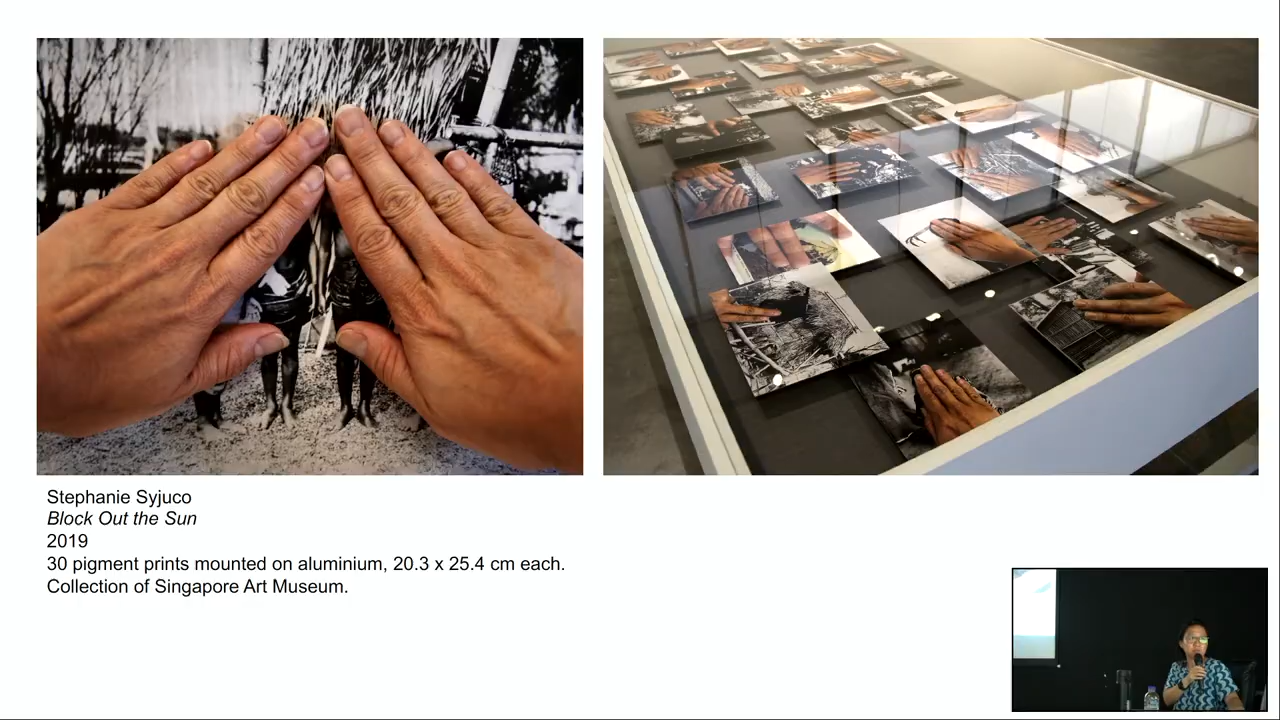 Stephanie Syjuco
Block Out the Sun
2019
30 pigment prints mounted on aluminium, 20.3 x 25.4 cm each.
Collection of Singapore Art Museum.